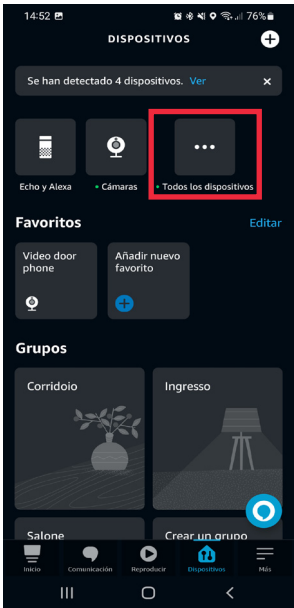 14:52 76%
DISPOSITIVOS
Se han detectado 4 dispositivos. Ver
Echo y Alexa
Cámaras
Todos los dispositivos
Favoritos Editar
Video door
phone
Añadir nuevo
favorito
Grupos
Corridoio
Ingresso
Salone
Crear un grupo
Inicio
Comunicación
Reproducir
Dispositivos
Más